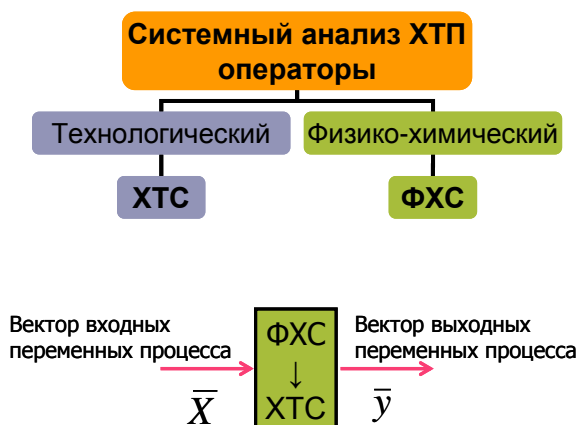 Системный анализ ХТП
операторы
Технологический
Физико-химический
ХТС
ФХС
Вектор входных
переменных процесса
ФХС
↓
ХТС
Вектор выходных
переменных процесса
X̅
y̅